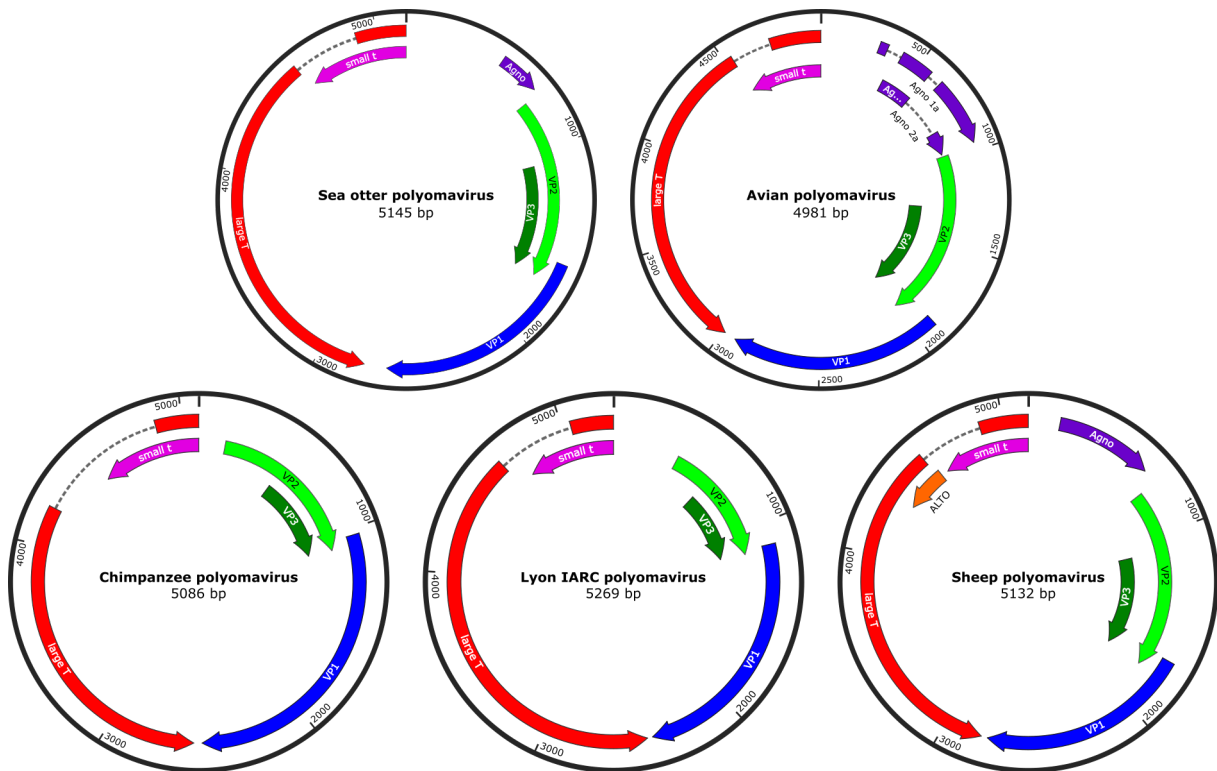 5000
small t
Agno
1000
VP2
VP3
4000
large T
Sea otter polyomavirus
5145 bp
2000
VP1
3000
4500
small t
500
Agno 1a
Ag...
Agno 2a
1000
4000
large T
Avian polyomavirus
4981 bp
VP2
VP3
1500
3500
3000
VP1
2000
2500
5000
small t
VP2
VP3
1000
4000
Chimpanzee polyomavirus
5086 bp
large T
VP1
3000
2000
5000
small t
VP2
VP3
1000
4000
Lyon IARC polyomavirus
5269 bp
large T
VP1
3000
2000
5000
small t
Agno
ALTO
1000
4000
Sheep polyomavirus
5132 bp
VP2
VP3
large T
VP1
3000
2000